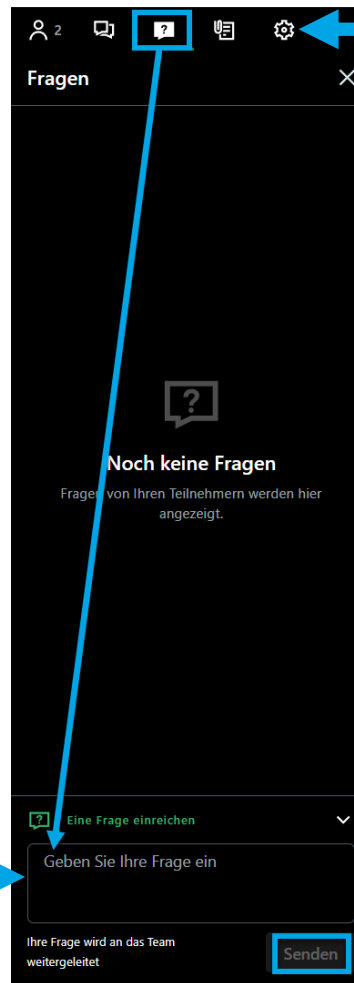 2
Fragen
Noch keine Fragen
Fragen von Ihren Teilnehmern werden hier
angezeigt.
Eine Frage einreichen
Geben Sie Ihre Frage ein
Ihre Frage wird an das Team
weitergeleitet
Senden